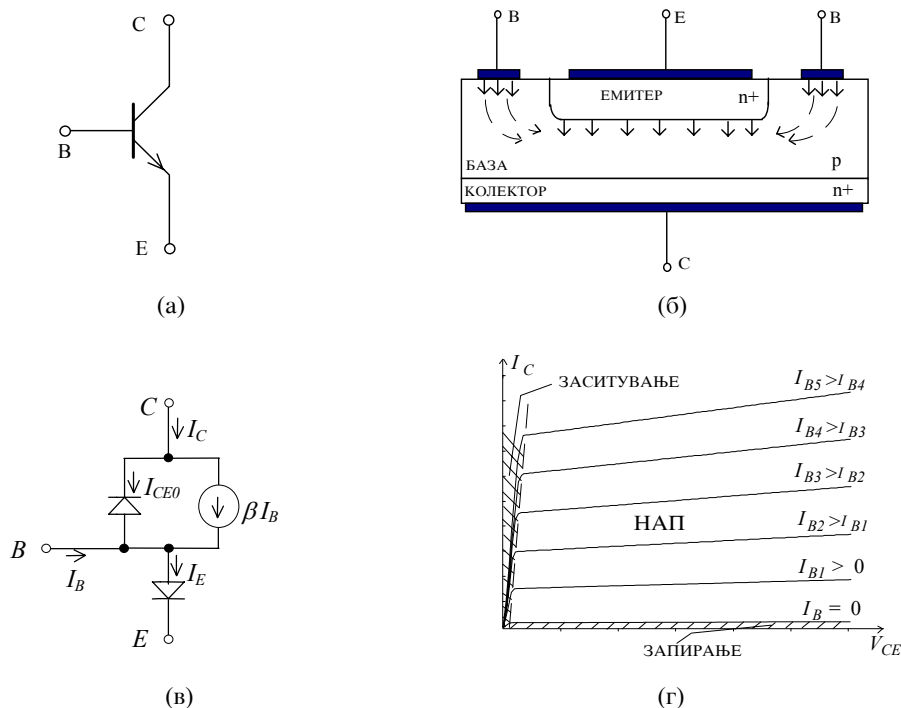 C
B
E
(а)
B E B
ЕМИТЕР n+
БАЗА p
КОЛЕКТОР n+
C
(б)
C
I_C
I_CE0
βI_B
B
I_B
I_E
E
(в)
I_C
ЗАСИТУВАЊЕ
I_B5 > I_B4
I_B4 > I_B3
I_B3 > I_B2
НАП
I_B2 > I_B1
I_B1 > 0
I_B = 0
V_CE
ЗАПИРАЊЕ
(г)